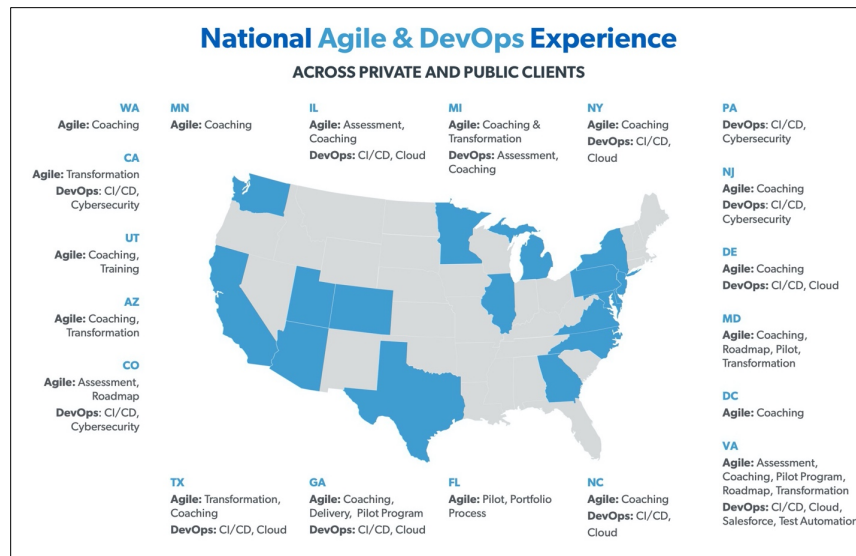 National Agile & DevOps Experience
ACROSS PRIVATE AND PUBLIC CLIENTS
WA
Agile: Coaching
CA
Agile: Transformation
DevOps: CI/CD,
Cybersecurity
UT
Agile: Coaching,
Training
AZ
Agile: Coaching,
Transformation
CO
Agile: Assessment,
Roadmap
DevOps: CI/CD,
Cybersecurity
MN
Agile: Coaching
IL
Agile: Assessment,
Coaching
DevOps: CI/CD, Cloud
MI
Agile: Coaching &
Transformation
DevOps: Assessment,
Coaching
NY
Agile: Coaching
DevOps: CI/CD,
Cloud
PA
DevOps: CI/CD,
Cybersecurity
NJ
Agile: Coaching
DevOps: CI/CD,
Cybersecurity
DE
Agile: Coaching
DevOps: CI/CD, Cloud
MD
Agile: Coaching,
Roadmap, Pilot,
Transformation
DC
Agile: Coaching
VA
Agile: Assessment,
Coaching, Pilot Program,
Roadmap, Transformation
DevOps: CI/CD, Cloud,
Salesforce, Test Automation
TX
Agile: Transformation,
Coaching
DevOps: CI/CD, Cloud
GA
Agile: Coaching,
Delivery, Pilot Program
DevOps: CI/CD, Cloud
FL
Agile: Pilot, Portfolio
Process
NC
Agile: Coaching
DevOps: CI/CD,
Cloud